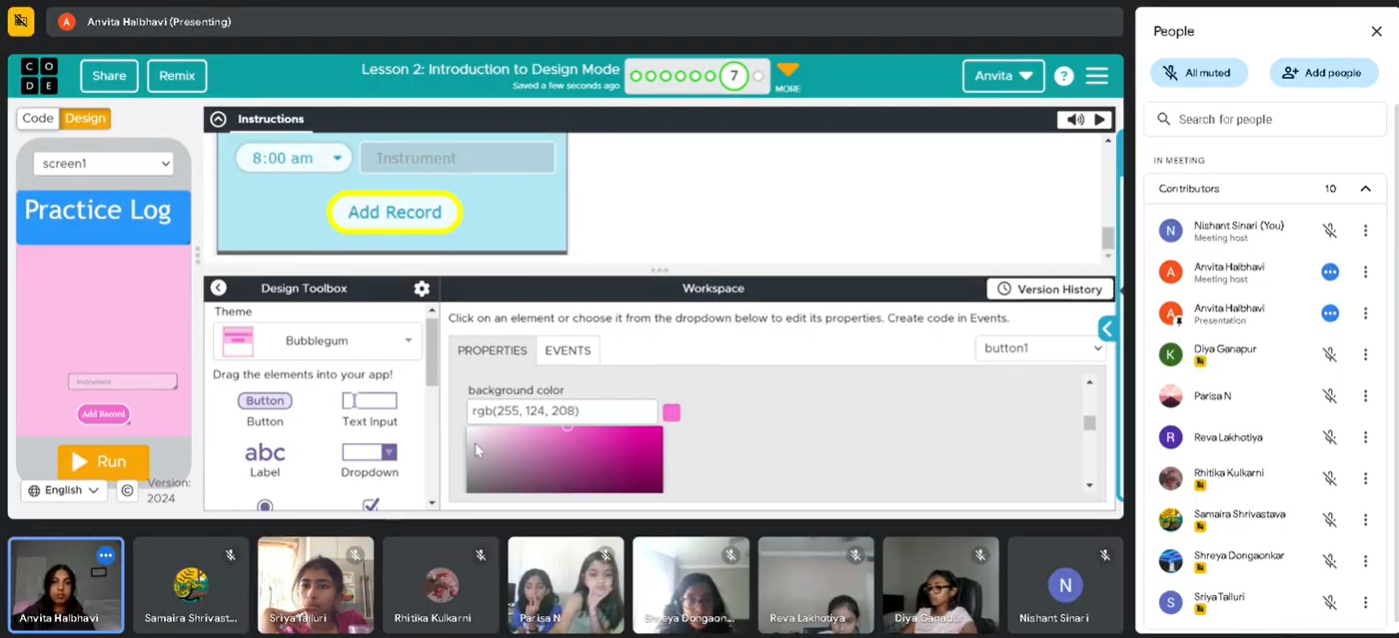 A Anvita Halbhavi (Presenting)
C O
D E
Share
Remix
Lesson 2: Introduction to Design Mode
Saved a few seconds ago
7
MORE
Anvita
?
Code
Design
screen1
Practice Log
Instrument
Add Record
Run
English
©
Version:
2024
Instructions
8:00 am
Instrument
Add Record
Design Toolbox
Workspace
Version History
Theme
Bubblegum
Drag the elements into your app!
Button
Button
Text Input
abc
Label
Dropdown
Click on an element or choose it from the dropdown below to edit its properties. Create code in Events.
PROPERTIES
EVENTS
button1
background color
rgb(255, 124, 208)
Anvita Halbhavi
Samaira Shrivast...
Sriya Talluri
Rhitika Kulkarni
Parisa N
Shreya Dongaon...
Reva Lakhotiya
Diya Ganapur
N
Nishant Sinari
People
All muted
Add people
Search for people
IN MEETING
Contributors
10
N
Nishant Sinari (You)
Meeting host
A
Anvita Halbhavi
Meeting host
A
Anvita Halbhavi
Presentation
K
Diya Ganapur
Parisa N
R
Reva Lakhotiya
Rhitika Kulkarni
Samaira Shrivastava
Shreya Dongaonkar
S
Sriya Talluri